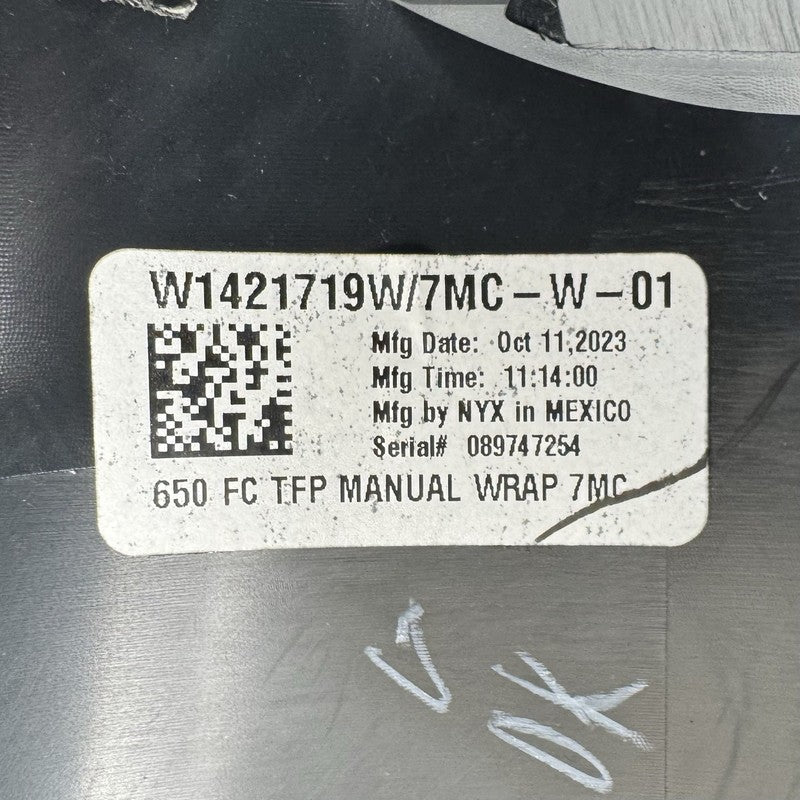 W1421719W/7MC-W-01
Mfg Date: Oct 11,2023
Mfg Time: 11:14:00
Mfg by NYX in MEXICO
Serial# 089747254
650 FC TFP MANUAL WRAP 7MC
OK